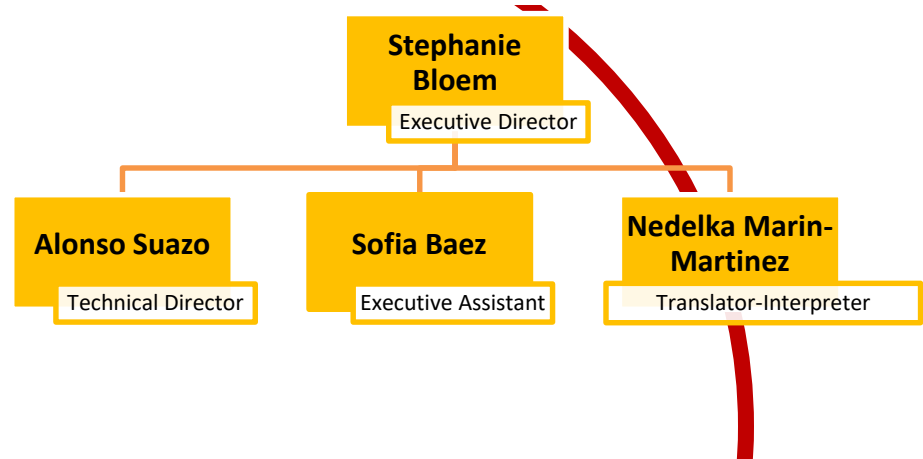 Stephanie
Bloem
Executive Director
Alonso Suazo
Technical Director
Sofia Baez
Executive Assistant
Nedelka Marin-
Martinez
Translator-Interpreter